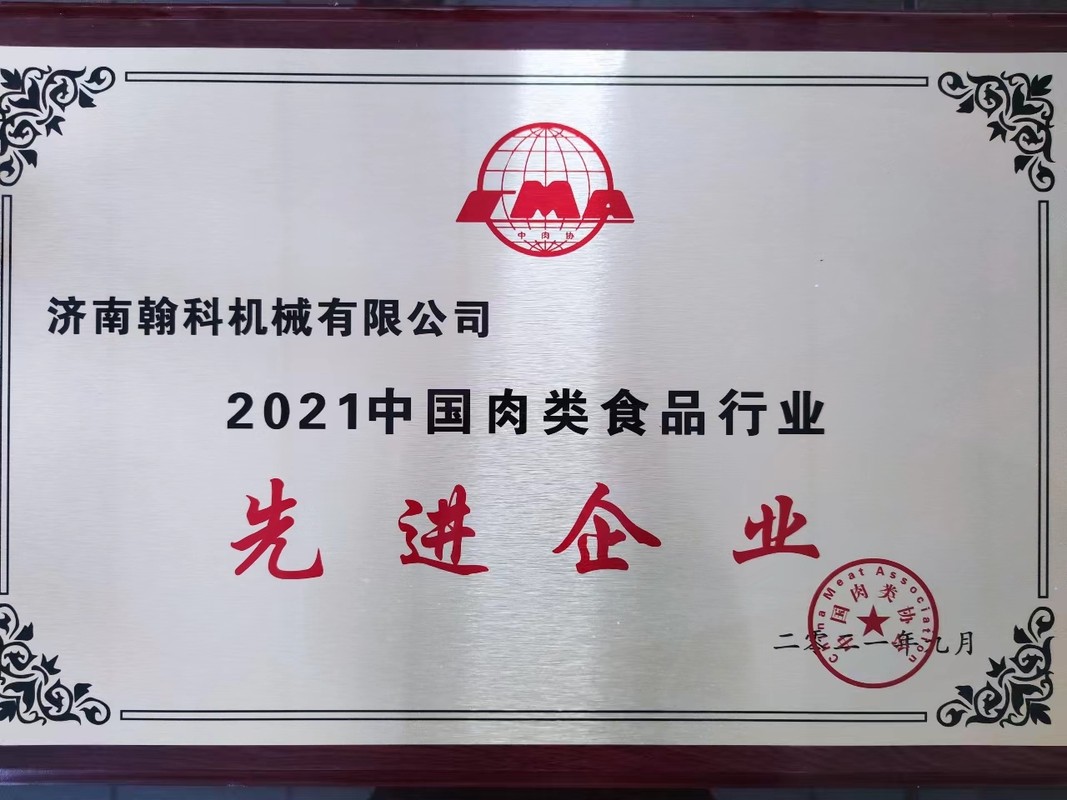 CMA
中肉协
济南翰科机械有限公司
2021中国肉类食品行业
先进企业
China Meat Association
中国肉类协会
二零二一年九月